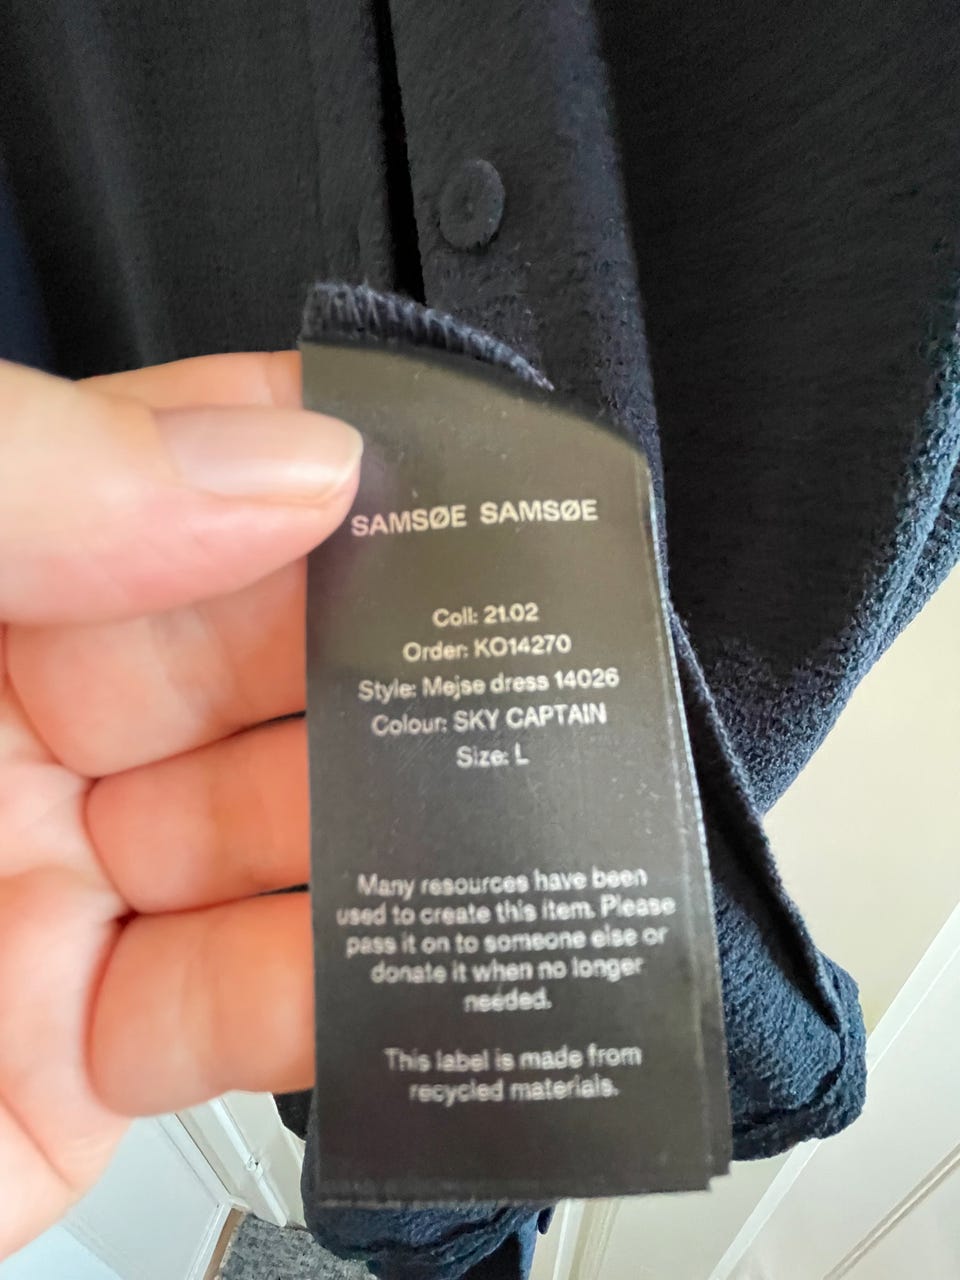 SAMSØE SAMSØE
Coll: 21.02
Order: KO14270
Style: Mejse dress 14026
Colour: SKY CAPTAIN
Size: L
Many resources have been
used to create this item. Please
pass it on to someone else or
donate it when no longer
needed.
This label is made from
recycled materials.